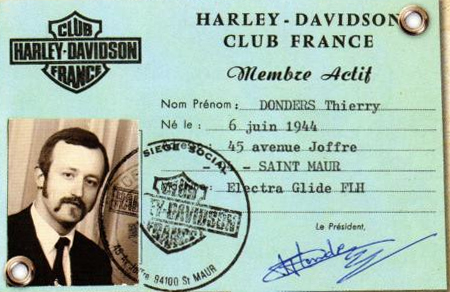 CLUB
HARLEY-DAVIDSON
FRANCE
HARLEY-DAVIDSON
CLUB FRANCE
Membre Actif
Nom Prénom: DONDERS Thierry
Né le: 6 juin 1944
45 avenue Joffre
- SAINT MAUR
Electra Glide FLH
SIEGE SOCIAL
HARLEY-DAVIDSON
Joffre 94100 St MAUR
Le Président,